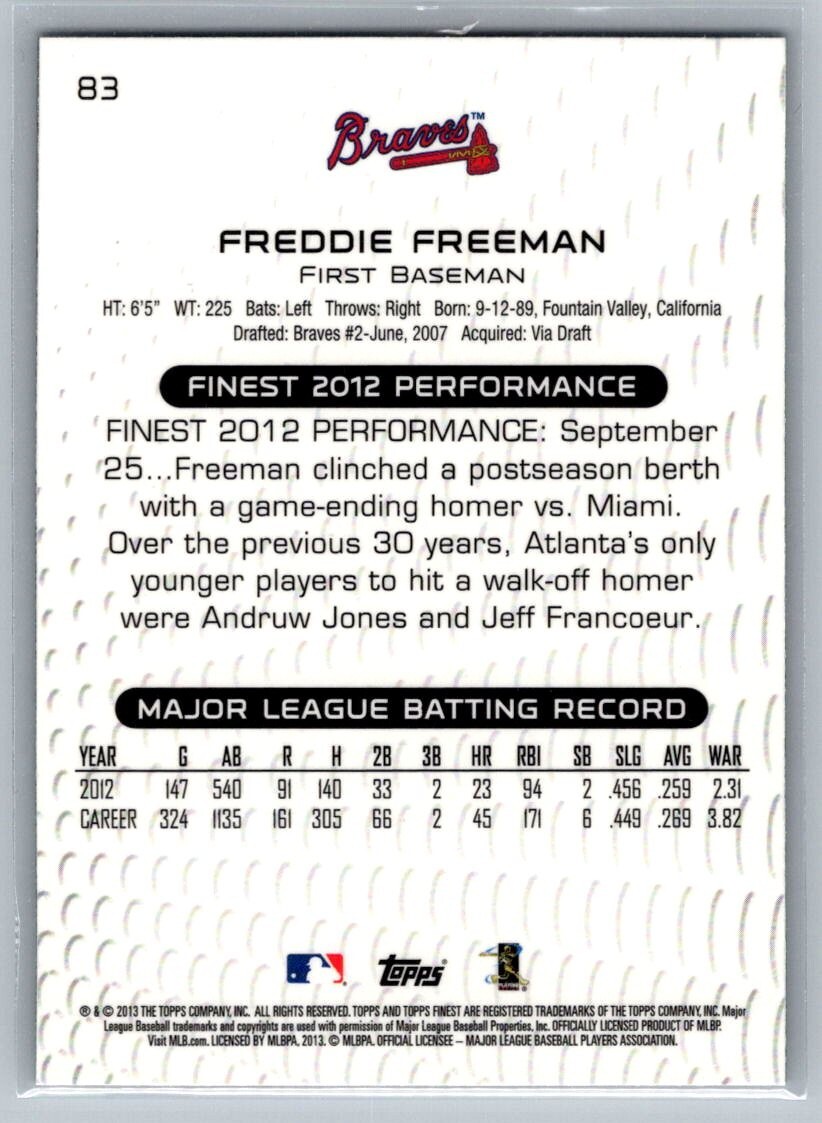 83
Braves™
FREDDIE FREEMAN
FIRST BASEMAN
HT: 6'5" WT: 225 Bats: Left Throws: Right Born: 9-12-89, Fountain Valley, California
Drafted: Braves #2-June, 2007 Acquired: Via Draft
FINEST 2012 PERFORMANCE
FINEST 2012 PERFORMANCE: September
25...Freeman clinched a postseason berth
with a game-ending homer vs. Miami.
Over the previous 30 years, Atlanta's only
younger players to hit a walk-off homer
were Andruw Jones and Jeff Francoeur.
MAJOR LEAGUE BATTING RECORD
YEAR G AB R H 2B 3B HR RBI SB SLG AVG WAR
2012 147 540 91 140 33 2 23 94 2 .456 .259 2.31
CAREER 324 1135 161 305 66 2 45 171 6 .449 .269 3.82
Topps®
® & © 2013 THE TOPPS COMPANY, INC. ALL RIGHTS RESERVED. TOPPS AND TOPPS FINEST ARE REGISTERED TRADEMARKS OF THE TOPPS COMPANY, INC. Major
League Baseball trademarks and copyrights are used with permission of Major League Baseball Properties, Inc. OFFICIALLY LICENSED PRODUCT OF MLBP.
Visit MLB.com. LICENSED BY MLBPA, 2013. © MLBPA. OFFICIAL LICENSEE – MAJOR LEAGUE BASEBALL PLAYERS ASSOCIATION.